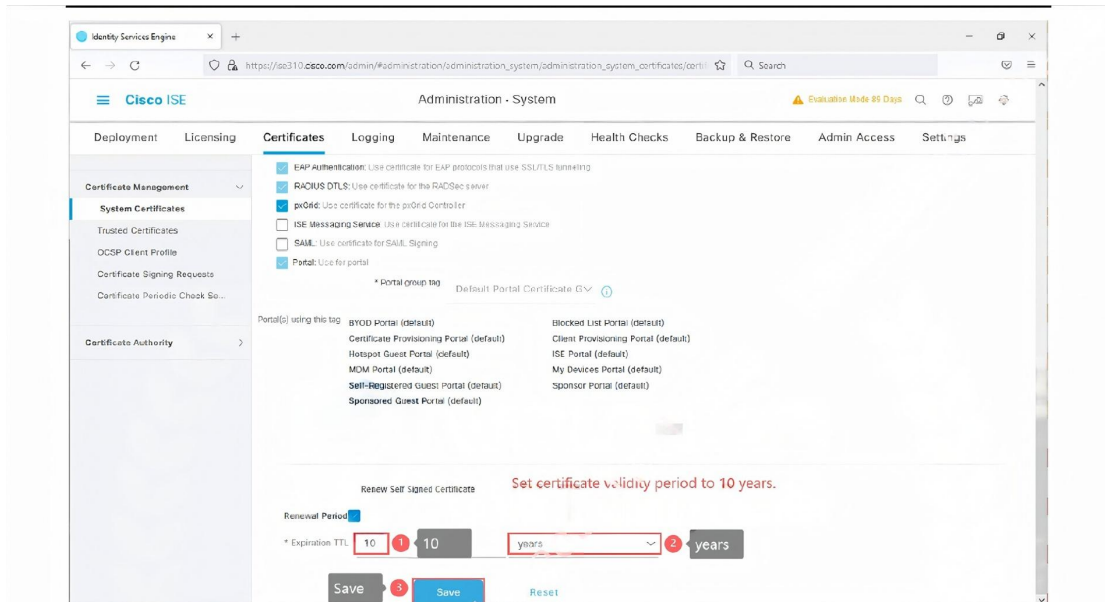 Identity Services Engine
https://ise310.cisco.com/admin/#administration/administration_system/administration_system_certificates/certi
Search
Cisco ISE
Administration - System
Evaluation Mode 89 Days
Deployment Licensing Certificates Logging Maintenance Upgrade Health Checks Backup & Restore Admin Access Settings
EAP Authentication: Use certificate for EAP protocols that use SSL/TLS tunneling
Certificate Management
RADIUS DTLS: Use certificate for the RADSec server
System Certificates
pxGrid: Use certificate for the pxGrid Controller
Trusted Certificates
ISE Messaging Service: Use certificate for the ISE Messaging Service
OCSP Client Profile
SAML: Use certificate for SAML Signing
Certificate Signing Requests
Portal: Use for portal
Certificate Periodic Check Se...
* Portal group tag
Default Portal Certificate G
Portal(s) using this tag
BYOD Portal (default) Blocked List Portal (default)
Certificate Authority
Certificate Provisioning Portal (default) Client Provisioning Portal (default)
Hotspot Guest Portal (default) ISE Portal (default)
MDM Portal (default) My Devices Portal (default)
Self-Registered Guest Portal (default) Sponsor Portal (default)
Sponsored Guest Portal (default)
Renew Self Signed Certificate
Set certificate validity period to 10 years.
Renewal Period
* Expiration TTL 10 1 10 years 2 years
Save 3 Save Reset